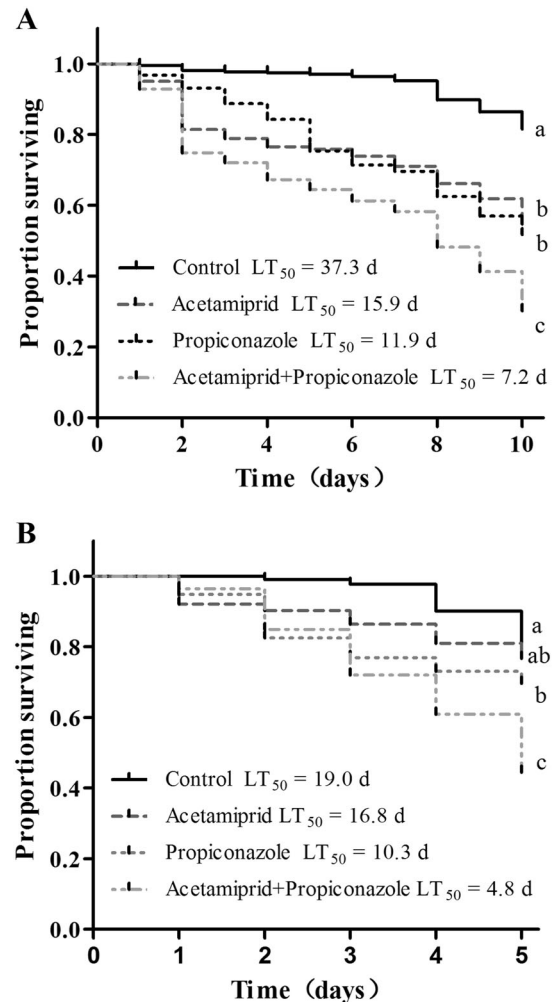 A
Proportion surviving
1.0
0.8
0.6
0.4
0.2
0.0
a
b
b
c
Control LT50 = 37.3 d
Acetamiprid LT50 = 15.9 d
Propiconazole LT50 = 11.9 d
Acetamiprid+Propiconazole LT50 = 7.2 d
0 2 4 6 8 10
Time（days）
B
Proportion surviving
1.0
0.8
0.6
0.4
0.2
0.0
a
ab
b
c
Control LT50 = 19.0 d
Acetamiprid LT50 = 16.8 d
Propiconazole LT50 = 10.3 d
Acetamiprid+Propiconazole LT50 = 4.8 d
0 1 2 3 4 5
Time (days)